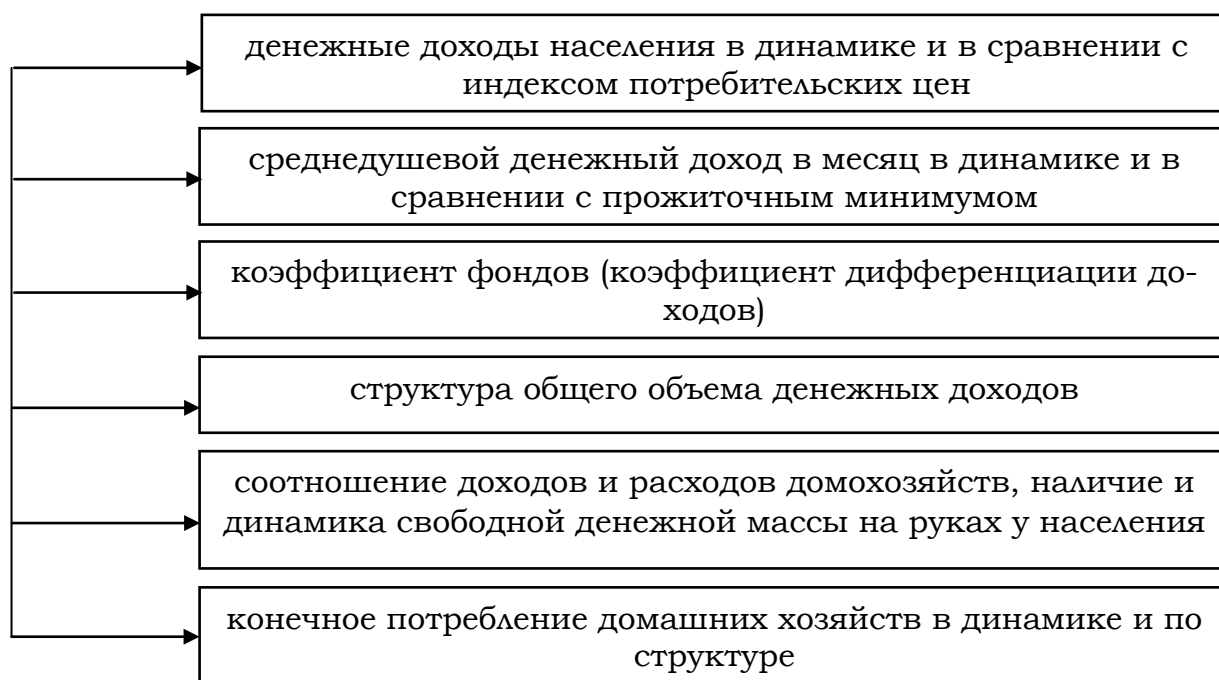 денежные доходы населения в динамике и в сравнении с
индексом потребительских цен
среднедушевой денежный доход в месяц в динамике и в
сравнении с прожиточным минимумом
коэффициент фондов (коэффициент дифференциации до-
ходов)
структура общего объема денежных доходов
соотношение доходов и расходов домохозяйств, наличие и
динамика свободной денежной массы на руках у населения
конечное потребление домашних хозяйств в динамике и по
структуре